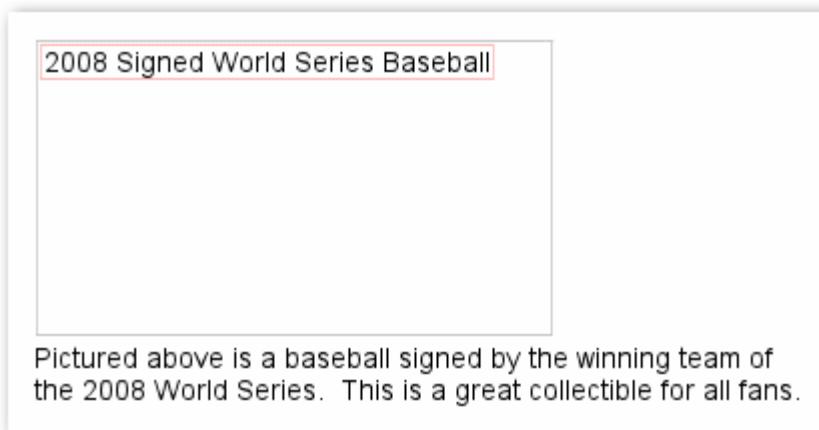 2008 Signed World Series Baseball
Pictured above is a baseball signed by the winning team of
the 2008 World Series.  This is a great collectible for all fans.